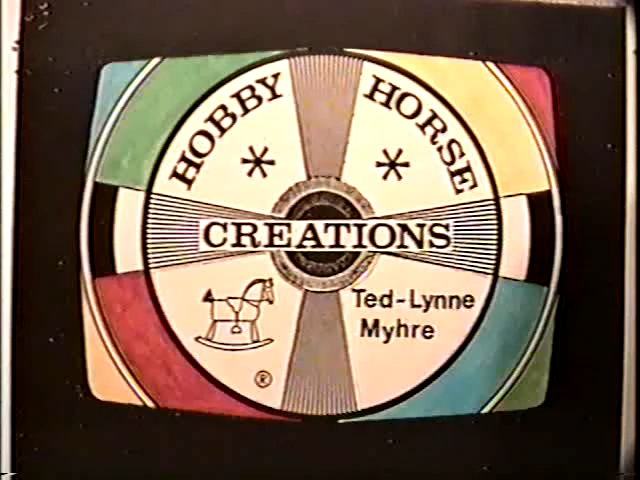 HOBBY HORSE
* *
CREATIONS
Ted-Lynne
Myhre
®